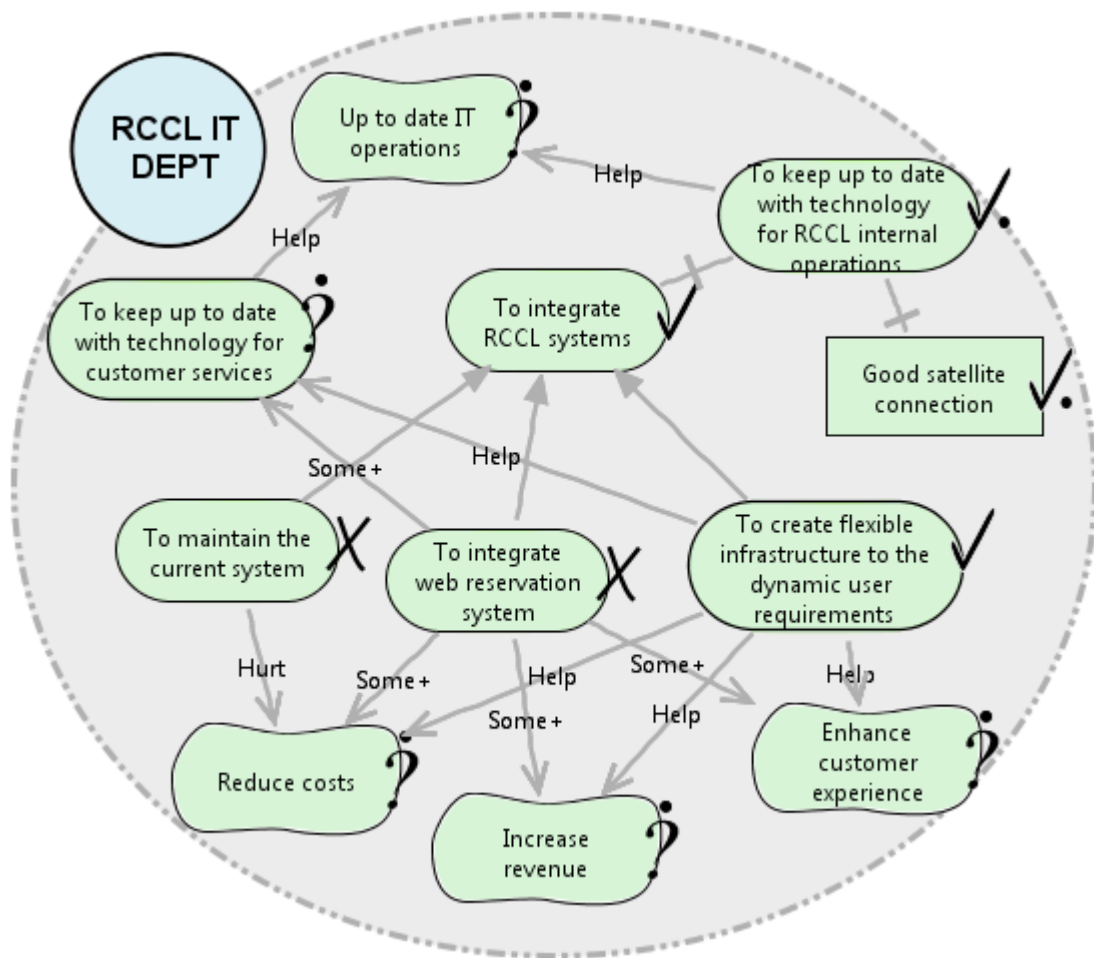 RCCL IT
DEPT
Up to date IT
operations
Help
To keep up to date
with technology
for RCCL internal
operations
Help
To keep up to date
with technology for
customer services
To integrate
RCCL systems
Good satellite
connection
Some+
Help
To maintain the
current system
To integrate
web reservation
system
To create flexible
infrastructure to the
dynamic user
requirements
Hurt
Some+
Help
Some+
Help
Some+
Help
Reduce costs
Increase
revenue
Enhance
customer
experience